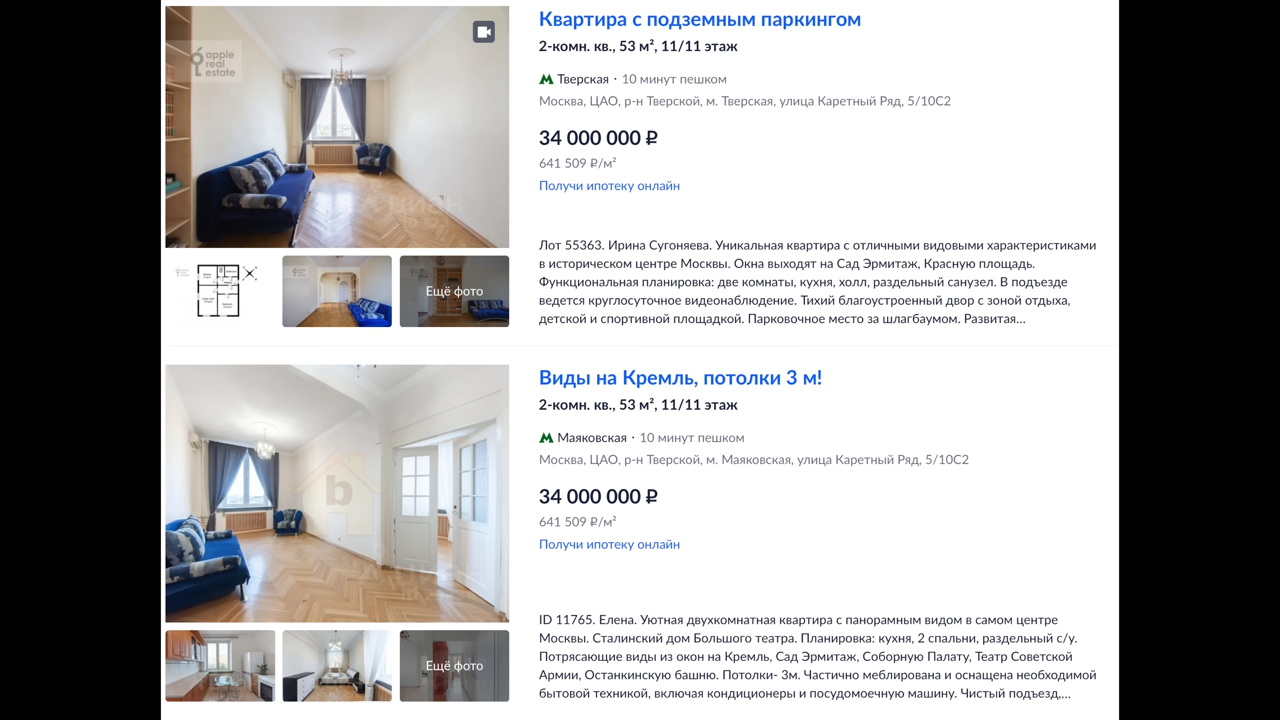 apple
real
estate
Ещё фото
Квартира с подземным паркингом
2-комн. кв., 53 м², 11/11 этаж
Тверская · 10 минут пешком
Москва, ЦАО, р-н Тверской, м. Тверская, улица Каретный Ряд, 5/10С2
34 000 000 ₽
641 509 ₽/м²
Получи ипотеку онлайн
Лот 55363. Ирина Сугоняева. Уникальная квартира с отличными видовыми характеристиками
в историческом центре Москвы. Окна выходят на Сад Эрмитаж, Красную площадь.
Функциональная планировка: две комнаты, кухня, холл, раздельный санузел. В подъезде
ведется круглосуточное видеонаблюдение. Тихий благоустроенный двор с зоной отдыха,
детской и спортивной площадкой. Парковочное место за шлагбаумом. Развитая...
b
Ещё фото
Виды на Кремль, потолки 3 м!
2-комн. кв., 53 м², 11/11 этаж
Маяковская · 10 минут пешком
Москва, ЦАО, р-н Тверской, м. Маяковская, улица Каретный Ряд, 5/10С2
34 000 000 ₽
641 509 ₽/м²
Получи ипотеку онлайн
ID 11765. Елена. Уютная двухкомнатная квартира с панорамным видом в самом центре
Москвы. Сталинский дом Большого театра. Планировка: кухня, 2 спальни, раздельный с/у.
Потрясающие виды из окон на Кремль, Сад Эрмитаж, Соборную Палату, Театр Советской
Армии, Останкинскую башню. Потолки- 3м. Частично меблирована и оснащена необходимой
бытовой техникой, включая кондиционеры и посудомоечную машину. Чистый подъезд,...